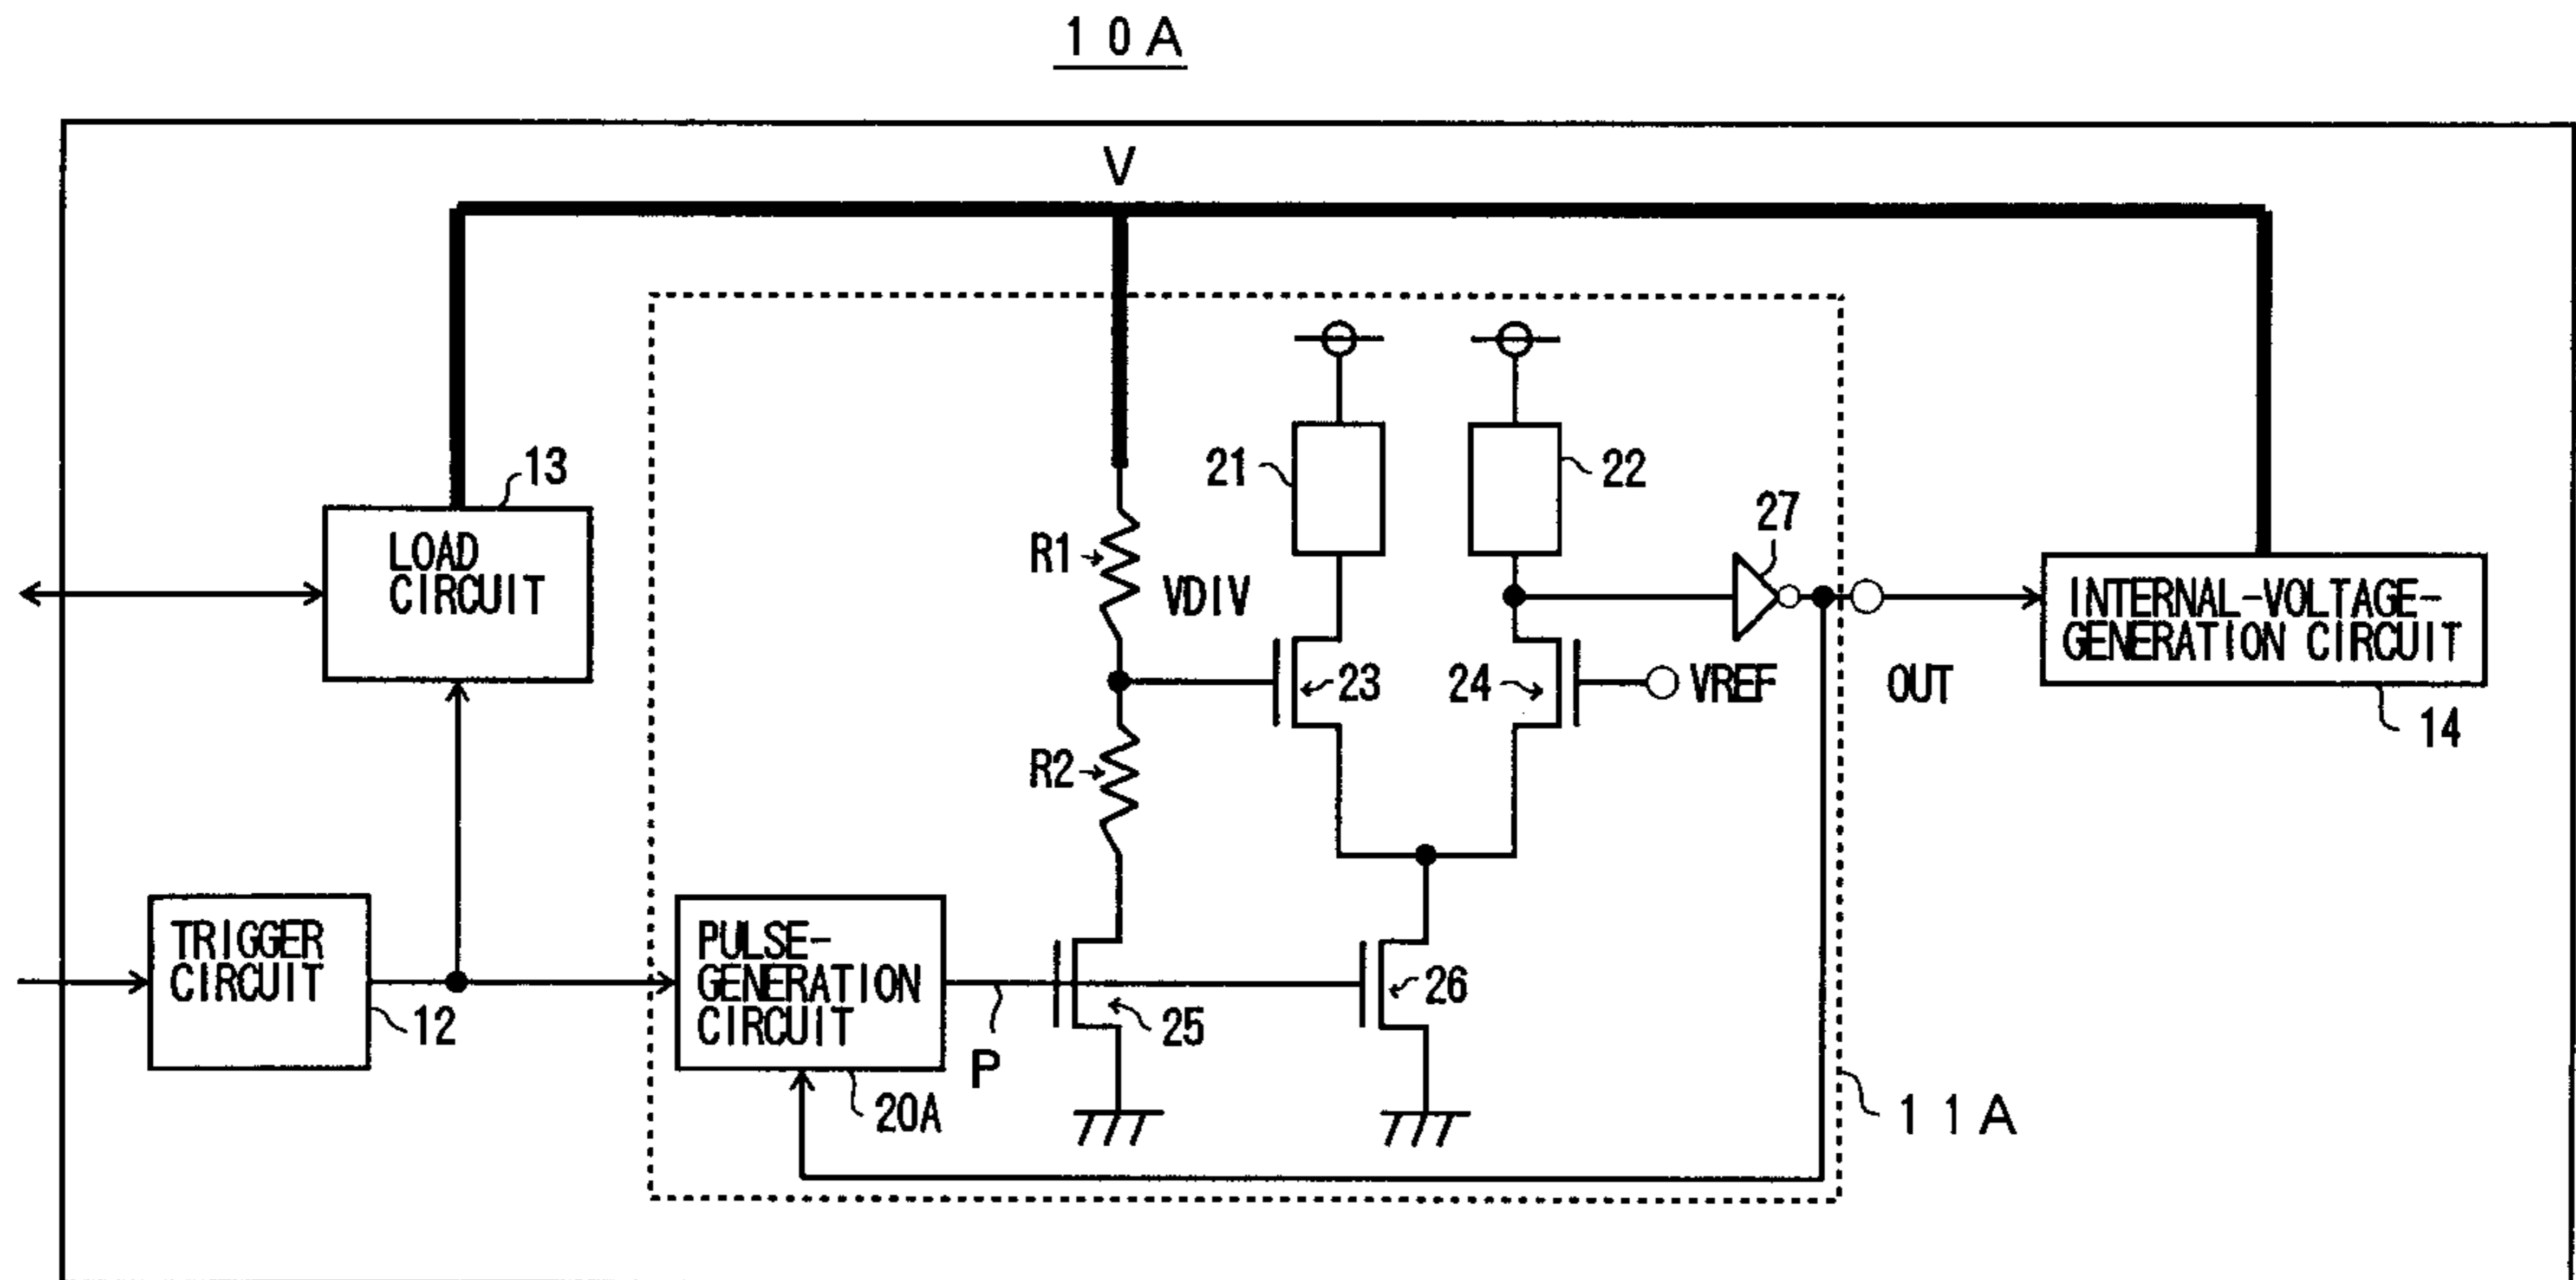 10A
V
13
LOAD
CIRCUIT
21
22
27
R1
VDIV
INTERNAL-VOLTAGE-
GENERATION CIRCUIT
23
24
VREF
OUT
14
R2
TRIGGER
CIRCUIT
12
PULSE-
GENERATION
CIRCUIT
P
25
26
20A
11A